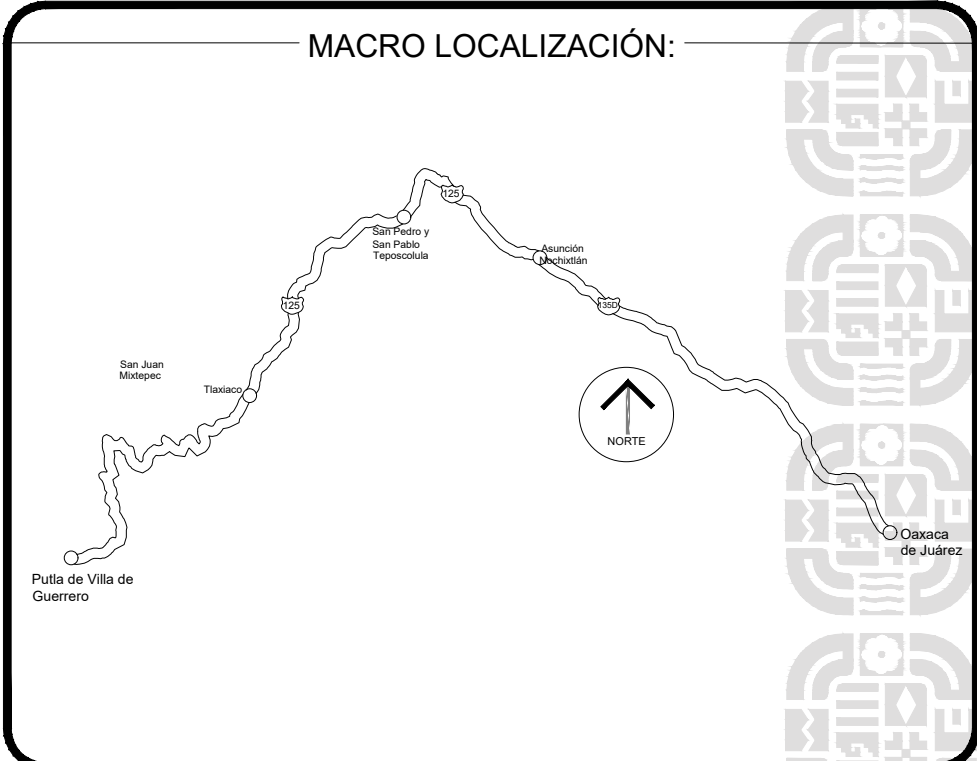 MACRO LOCALIZACIÓN:
125
San Pedro y
San Pablo
Teposcolula
Asunción
Nochixtlán
125
135D
San Juan
Mixtepec
Tlaxiaco
NORTE
Oaxaca
de Juárez
Putla de Villa de
Guerrero